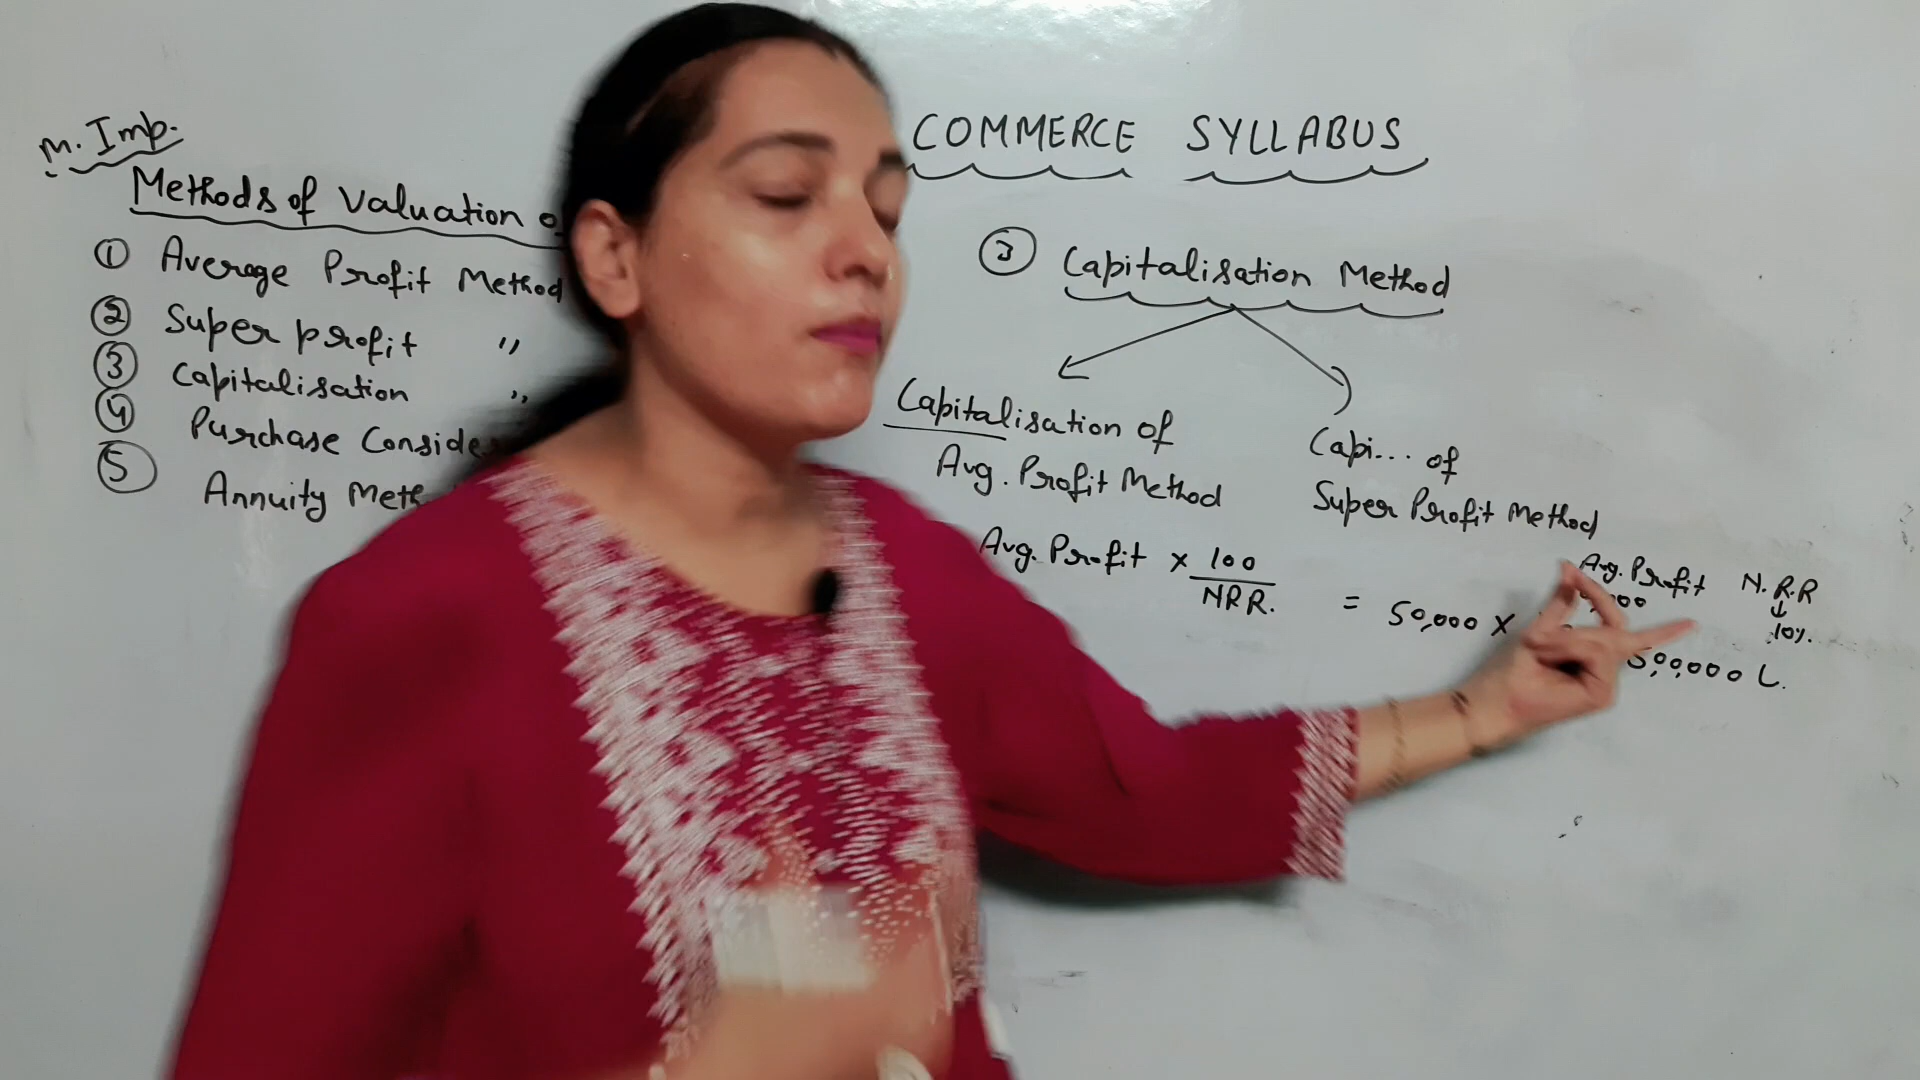 COMMERCE SYLLABUS
M. Imp.
Methods of Valuation
① Average Profit Method
② Super profit "
③ Capitalisation "
④ Purchase
⑤ Annuity
③ Capitalisation Method
Capitalisation of
Avg. Profit Method
Capi... of
Super Profit Method
Avg. Profit × 100
NRR.
= 50,000 ×
Avg. Profit N.R.R
↓
10%.
5,00,000 L.